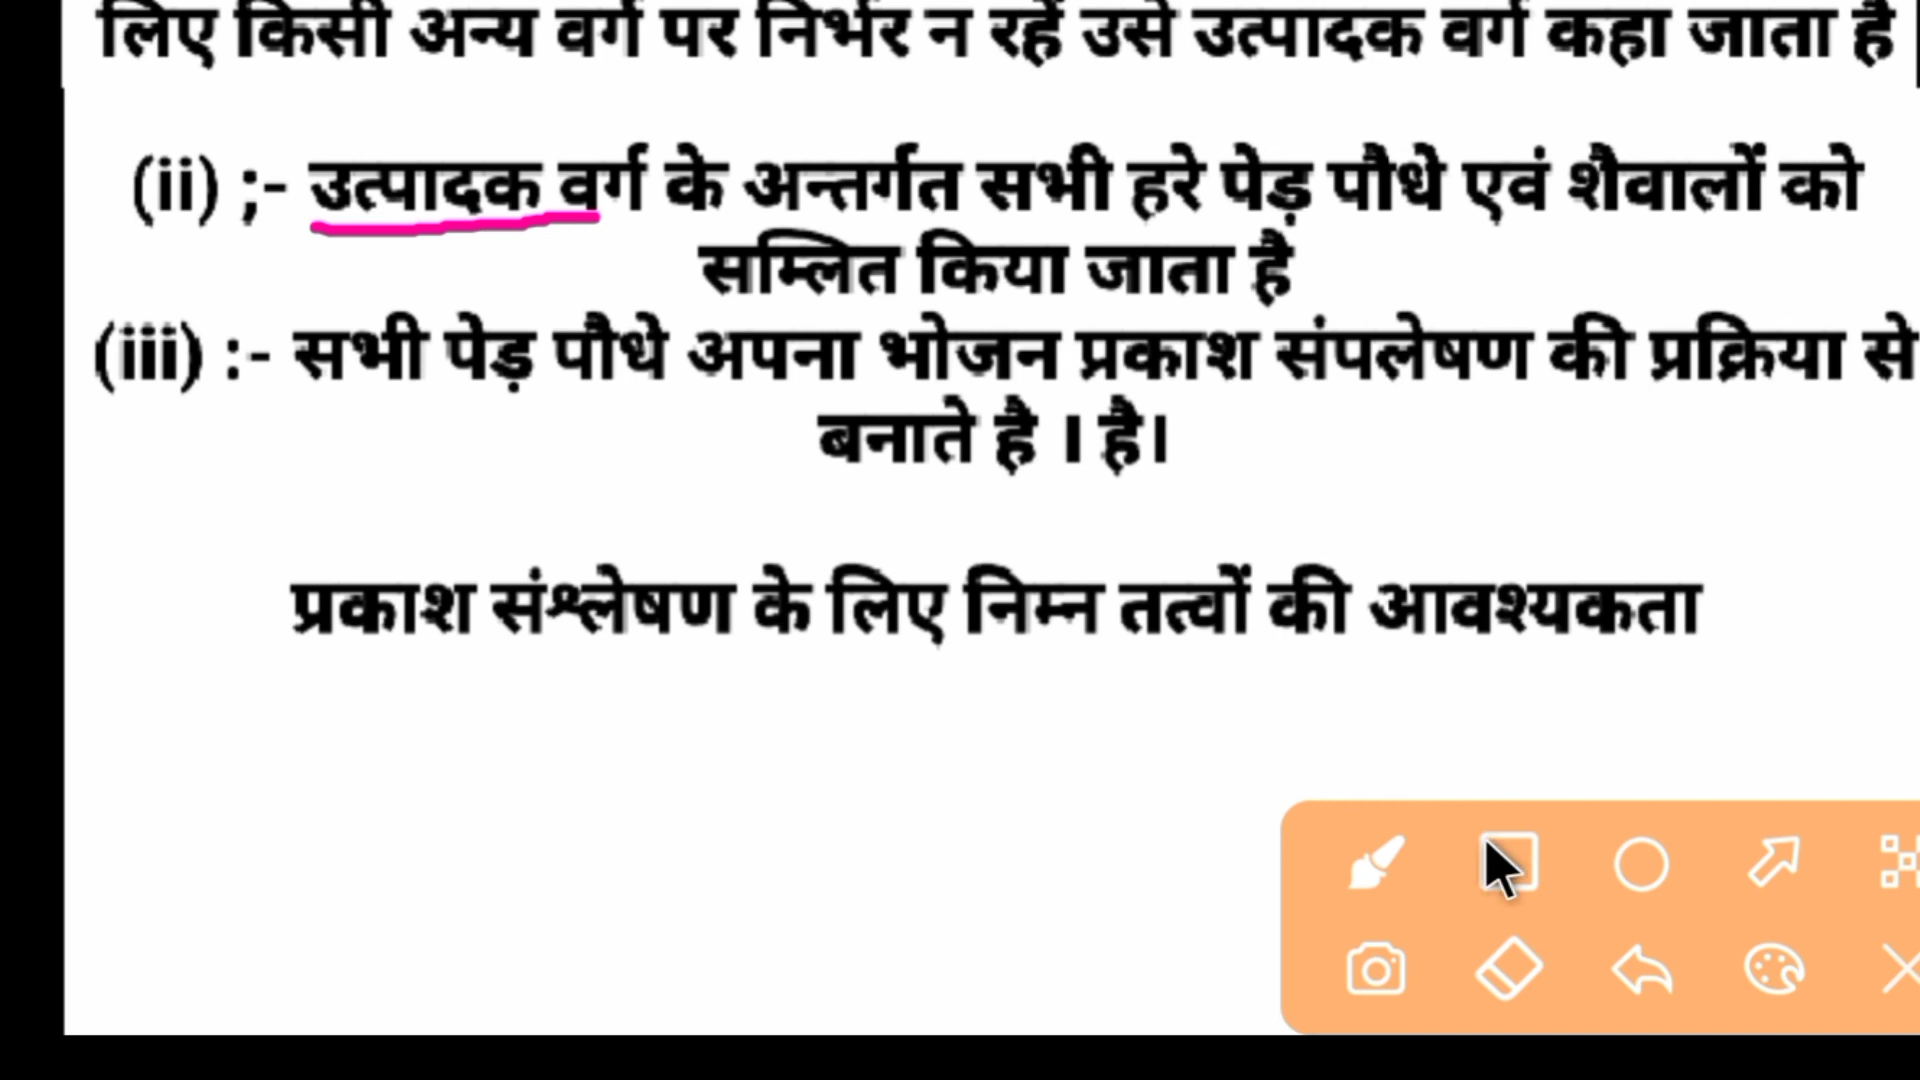 लिए किसी अन्य वर्ग पर निर्भर न रहें उसे उत्पादक वर्ग कहा जाता है
(ii) ;- उत्पादक वर्ग के अन्तर्गत सभी हरे पेड़ पौधे एवं शैवालों को
सम्लित किया जाता है
(iii) :- सभी पेड़ पौधे अपना भोजन प्रकाश संपलेषण की प्रक्रिया से
बनाते है । है।
प्रकाश संश्लेषण के लिए निम्न तत्वों की आवश्यकता